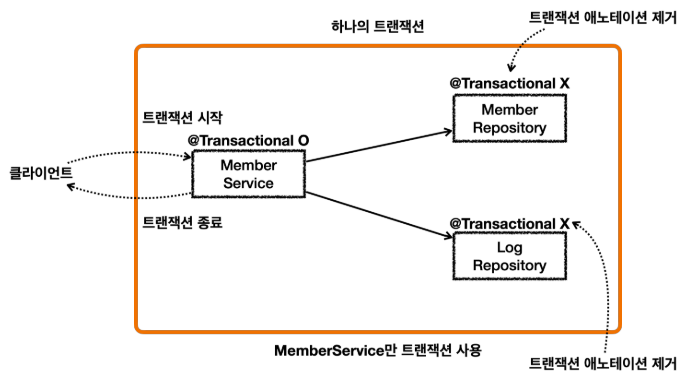 트랜잭션 애노테이션 제거
하나의 트랜잭션
@Transactional X
Member
Repository
트랜잭션 시작
@Transactional O
Member
Service
클라이언트
트랜잭션 종료
@Transactional X
Log
Repository
MemberService만 트랜잭션 사용
트랜잭션 애노테이션 제거